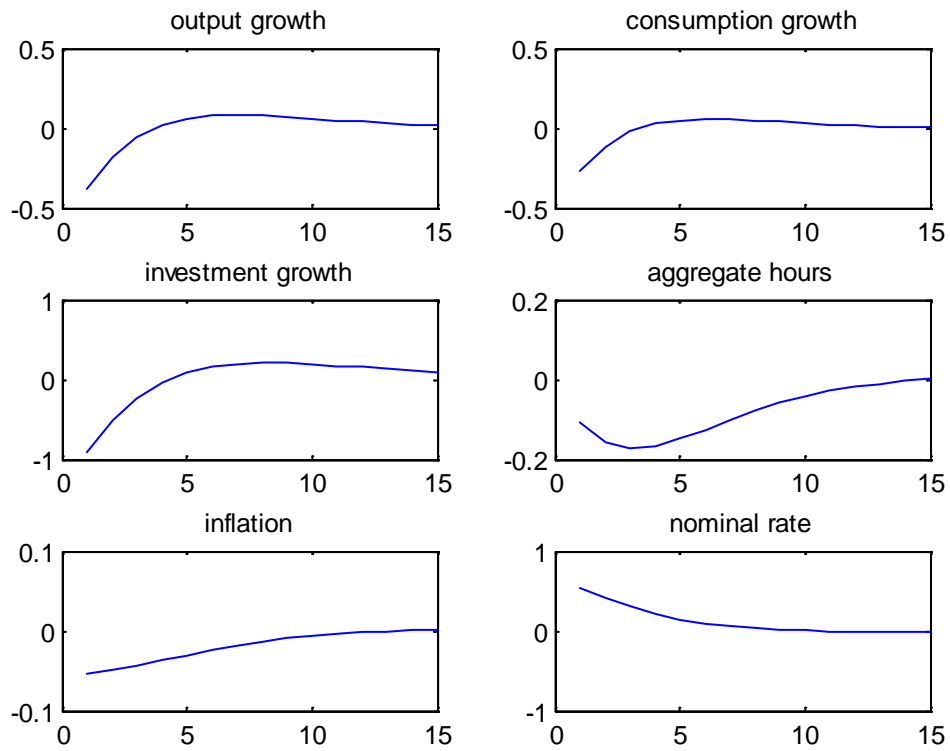 output growth
0.5
0
-0.5
0 5 10 15
consumption growth
0.5
0
-0.5
0 5 10 15
investment growth
1
0
-1
0 5 10 15
aggregate hours
0.2
0
-0.2
0 5 10 15
inflation
0.1
0
-0.1
0 5 10 15
nominal rate
1
0
-1
0 5 10 15